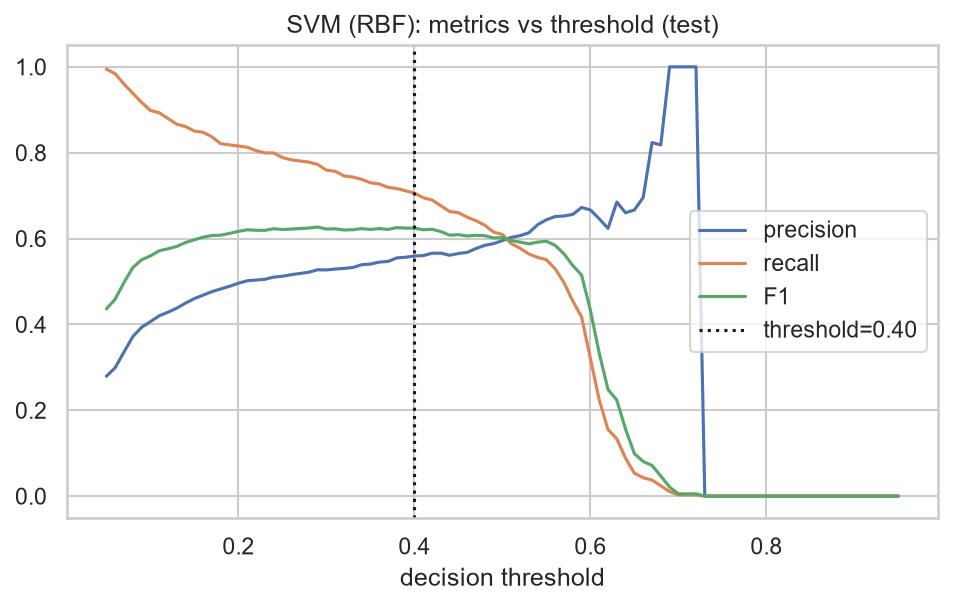 SVM (RBF): metrics vs threshold (test)
1.0
0.8
0.6
0.4
0.2
0.0
precision
recall
F1
threshold=0.40
0.2 0.4 0.6 0.8
decision threshold